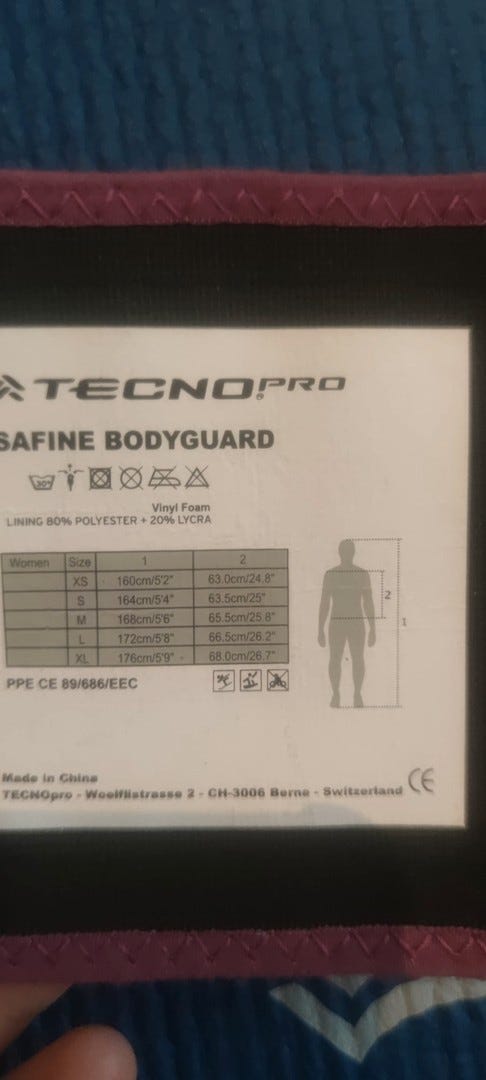 TECNOPRO®
SAFINE BODYGUARD
30°
Vinyl Foam
LINING 80% POLYESTER + 20% LYCRA
Women Size 1 2
XS 160cm/5'2" 63.0cm/24.8"
S 164cm/5'4" 63.5cm/25"
M 168cm/5'6" 65.5cm/25.8"
L 172cm/5'8" 66.5cm/26.2"
XL 176cm/5'9" 68.0cm/26.7"
2
1
PPE CE 89/686/EEC
Made in China
TECNOpro - Woelflistrasse 2 - CH-3006 Berne - Switzerland CE